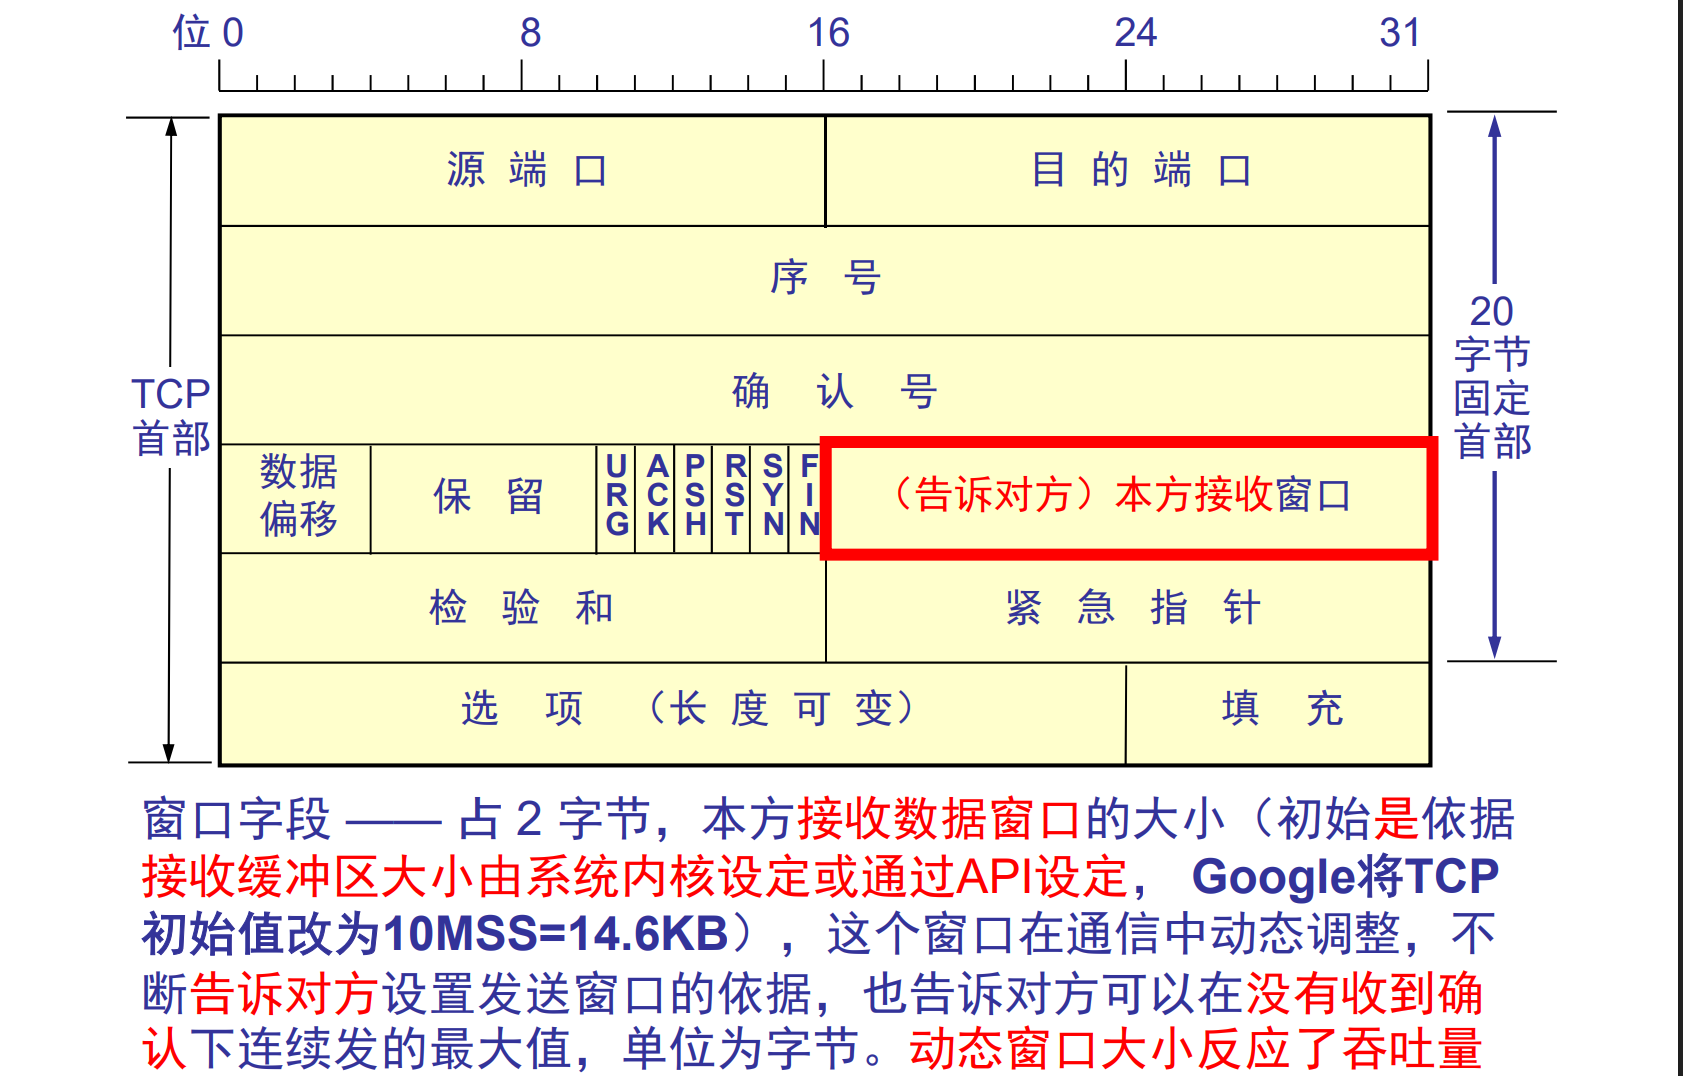 位 0 8 16 24 31
源端口 目的端口
序号
确认号
TCP
首部
20
字节
固定
首部
数据
偏移
保留
URG
ACK
PSH
RST
SYN
FIN
（告诉对方）本方接收窗口
检验和 紧急指针
选项（长度可变） 填充
窗口字段 —— 占 2 字节，本方接收数据窗口的大小（初始是依据
接收缓冲区大小由系统内核设定或通过API设定， Google将TCP
初始值改为10MSS=14.6KB），这个窗口在通信中动态调整，不
断告诉对方设置发送窗口的依据，也告诉对方可以在没有收到确
认下连续发的最大值，单位为字节。动态窗口大小反应了吞吐量